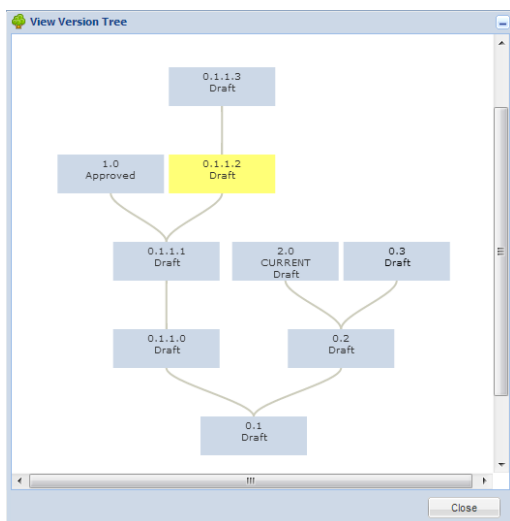 View Version Tree
0.1.1.3
Draft
1.0
Approved
0.1.1.2
Draft
0.1.1.1
Draft
2.0
CURRENT
Draft
0.3
Draft
0.1.1.0
Draft
0.2
Draft
0.1
Draft
Close